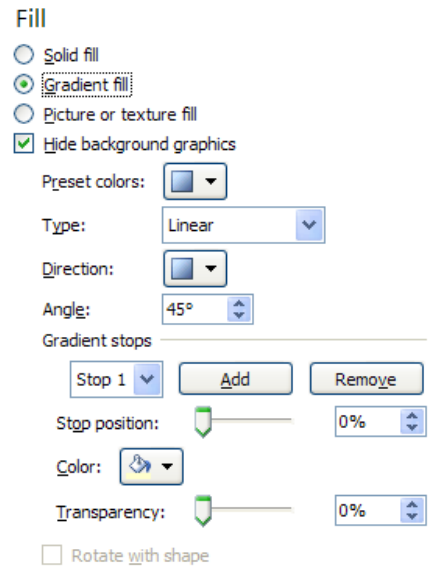 Fill
Solid fill
Gradient fill
Picture or texture fill
Hide background graphics
Preset colors:
Type: Linear
Direction:
Angle: 45°
Gradient stops
Stop 1 Add Remove
Stop position: 0%
Color:
Transparency: 0%
Rotate with shape